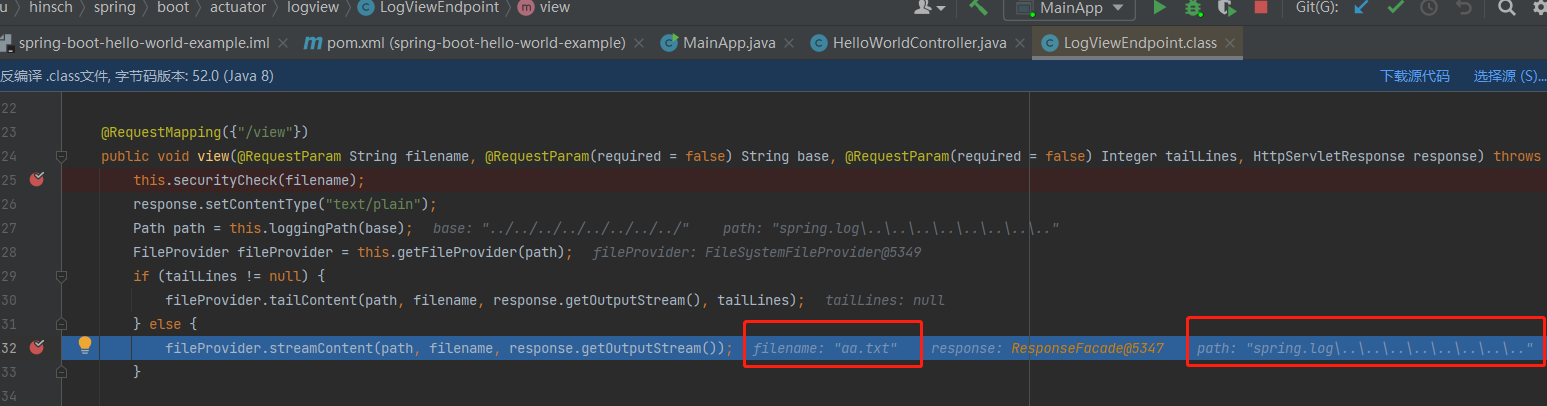 u > hinsch > spring > boot > actuator > logview > LogViewEndpoint > view
MainApp
Git(G):
spring-boot-hello-world-example.iml
pom.xml (spring-boot-hello-world-example)
MainApp.java
HelloWorldController.java
LogViewEndpoint.class
反编译 .class文件, 字节码版本: 52.0 (Java 8)
下载源代码
选择源 (S)...
22
23 @RequestMapping({"/view"})
24 public void view(@RequestParam String filename, @RequestParam(required = false) String base, @RequestParam(required = false) Integer tailLines, HttpServletResponse response) throws
25 this.securityCheck(filename);
26 response.setContentType("text/plain");
27 Path path = this.loggingPath(base); base: "../../../../../../../../" path: "spring.log\..\..\..\..\..\..\..\.."
28 FileProvider fileProvider = this.getFileProvider(path); fileProvider: FileSystemFileProvider@5349
29 if (tailLines != null) {
30 fileProvider.tailContent(path, filename, response.getOutputStream(), tailLines); tailLines: null
31 } else {
32 fileProvider.streamContent(path, filename, response.getOutputStream()); filename: "aa.txt" response: ResponseFacade@5347 path: "spring.log\..\..\..\..\..\..\..\.."
33 }
34